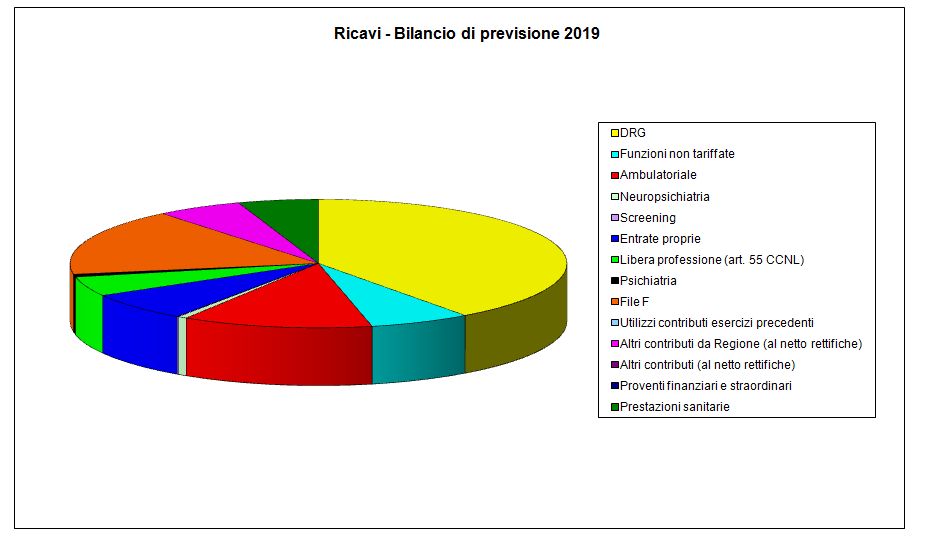 Ricavi - Bilancio di previsione 2019
DRG
Funzioni non tariffate
Ambulatoriale
Neuropsichiatria
Screening
Entrate proprie
Libera professione (art. 55 CCNL)
Psichiatria
File F
Utilizzi contributi esercizi precedenti
Altri contributi da Regione (al netto rettifiche)
Altri contributi (al netto rettifiche)
Proventi finanziari e straordinari
Prestazioni sanitarie